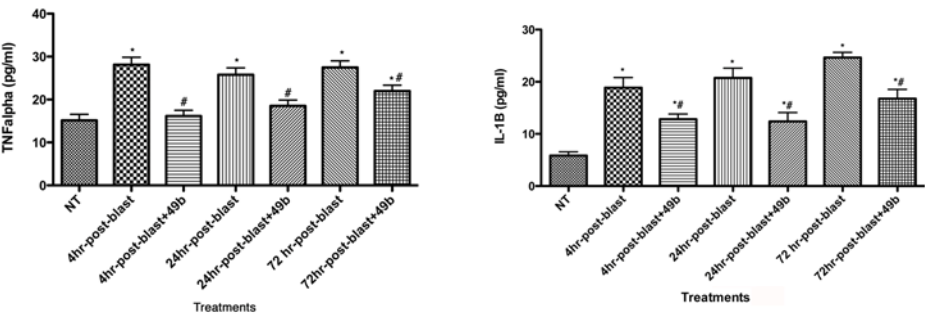 TNFalpha (pg/ml)
40
30
20
10
0
*
#
*
#
*
*#
NT
4hr-post-blast
4hr-post-blast+49b
24hr-post-blast
24hr-post-blast+49b
72 hr-post-blast
72hr-post-blast+49b
Treatments
IL-1B (pg/ml)
30
20
10
0
*
*#
*
*#
*
*#
NT
4hr-post-blast
4hr-post-blast+49b
24hr-post-blast
24hr-post-blast+49b
72 hr-post-blast
72hr-post-blast+49b
Treatments